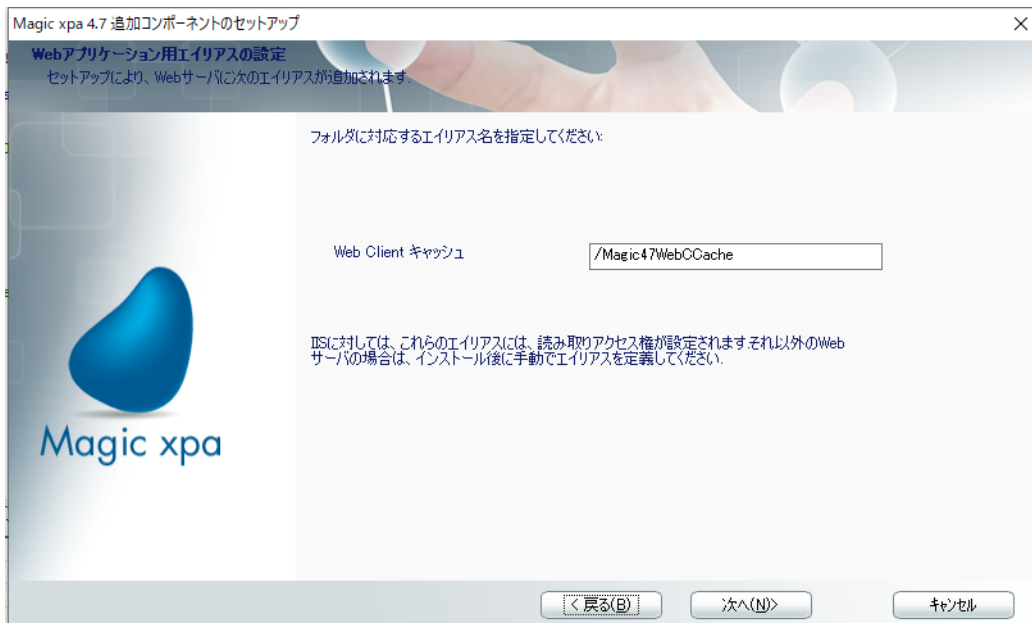 Magic xpa 4.7 追加コンポーネントのセットアップ
Webアプリケーション用エイリアスの設定
セットアップにより、Webサーバに次のエイリアスが追加されます.
フォルダに対応するエイリアス名を指定してください:
Web Client キャッシュ
/Magic47WebCCache
IISに対しては、これらのエイリアスには、読み取りアクセス権が設定されます.それ以外のWeb
サーバの場合は、インストール後に手動でエイリアスを定義してください.
Magic xpa
< 戻る(B)
次へ(N)>
キャンセル